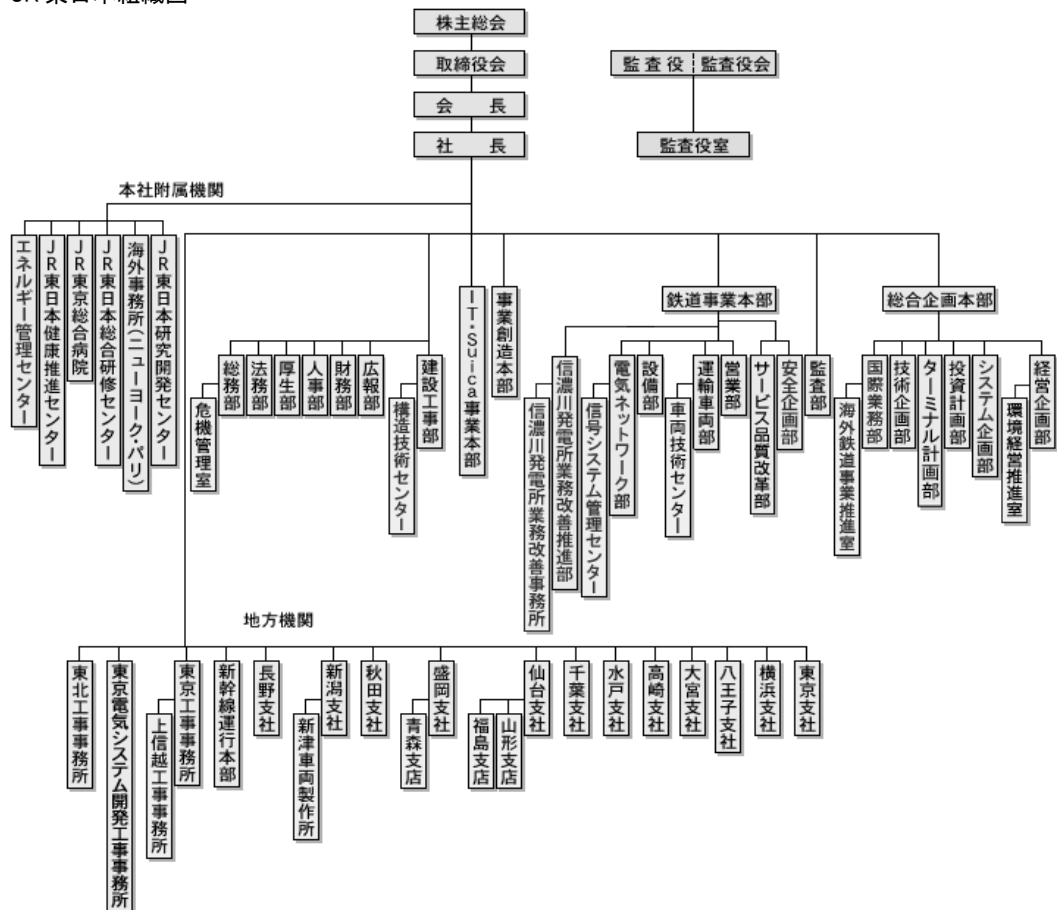 JR 東日本組織図
株主総会
取締役会
監査役 監査役会
会 長
社 長
監査役室
本社附属機関
エネルギー管理センター
JR東日本健康推進センター
JR東京総合病院
JR東日本総合研修センター
海外事務所(ニューヨーク・パリ)
JR東日本研究開発センター
危機管理室
総務部
法務部
厚生部
人事部
財務部
広報部
構造技術センター
建設工事部
IT・Suica事業本部
事業創造本部
鉄道事業本部
信濃川発電所業務改善事務所
信濃川発電所業務改善推進部
信号システム管理センター
電気ネットワーク部
設備部
車両技術センター
運輸車両部
営業部
サービス品質改革部
安全企画部
監査部
総合企画本部
海外鉄道事業推進室
国際業務部
技術企画部
ターミナル計画部
投資計画部
システム企画部
環境経営推進室
経営企画部
地方機関
東北工事事務所
東京電気システム開発工事事務所
上信越工事事務所
東京工事事務所
新幹線運行本部
長野支社
新津車両製作所
新潟支社
秋田支社
青森支店
盛岡支社
福島支店
山形支店
仙台支社
千葉支社
水戸支社
高崎支社
大宮支社
八王子支社
横浜支社
東京支社